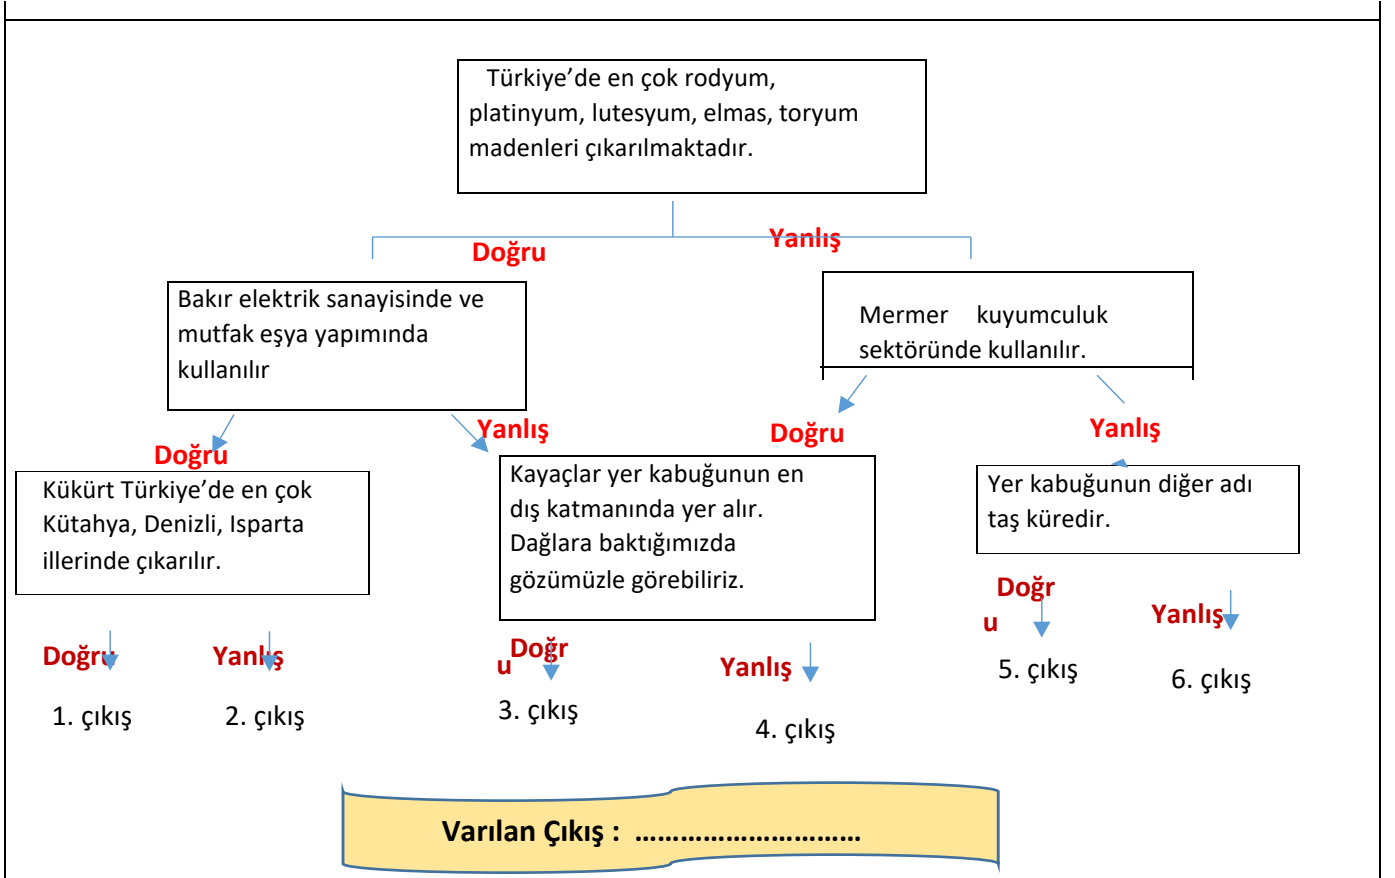 Türkiye’de en çok rodyum,
platinyum, lutesyum, elmas, toryum
madenleri çıkarılmaktadır.
Doğru
Yanlış
Bakır elektrik sanayisinde ve
mutfak eşya yapımında
kullanılır
Mermer kuyumculuk
sektöründe kullanılır.
Doğru
Yanlış
Doğru
Yanlış
Kükürt Türkiye’de en çok
Kütahya, Denizli, Isparta
illerinde çıkarılır.
Kayaçlar yer kabuğunun en
dış katmanında yer alır.
Dağlara baktığımızda
gözümüzle görebiliriz.
Yer kabuğunun diğer adı
taş küredir.
Doğru
Yanlış
Doğr
u
Yanlış
Doğr
u
Yanlış
1. çıkış
2. çıkış
3. çıkış
4. çıkış
5. çıkış
6. çıkış
Varılan Çıkış : …………………………